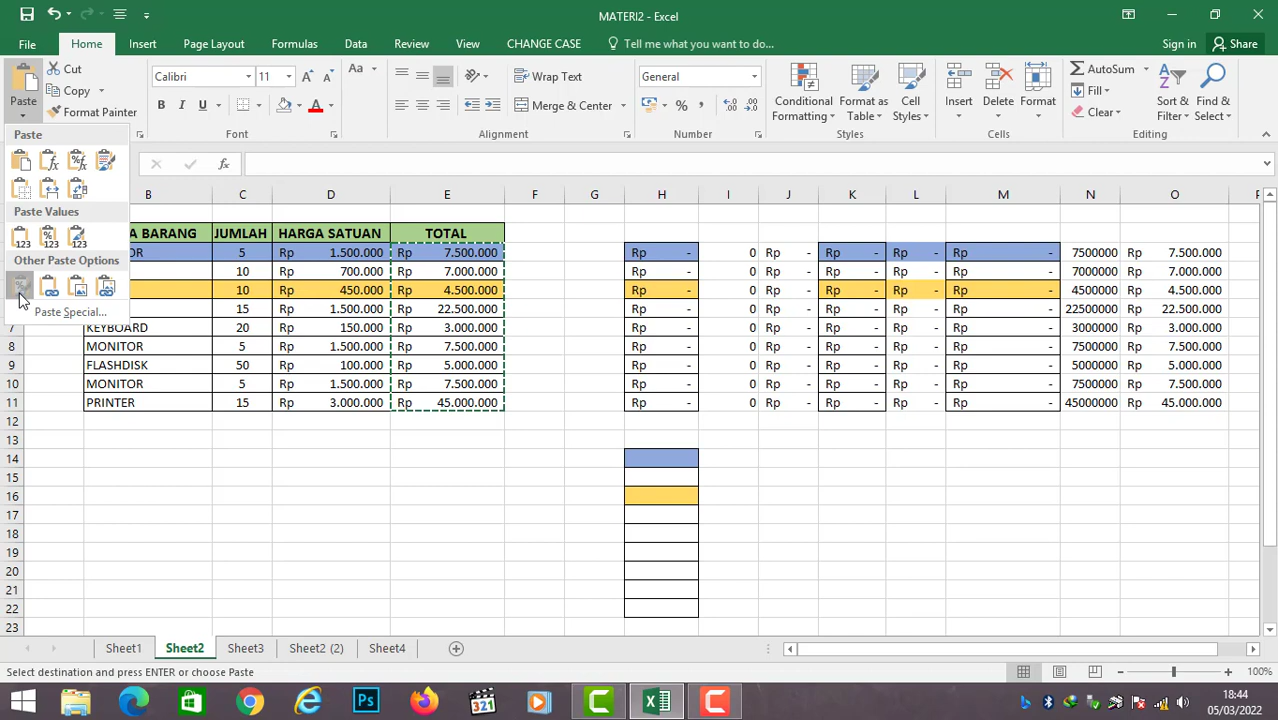 MATERI2 - Excel
File Home Insert Page Layout Formulas Data Review View CHANGE CASE Tell me what you want to do... Sign in Share
Paste Cut Copy Format Painter
Calibri 11 Aa
B I U A
Font
Wrap Text
Merge & Center
Alignment
General
% ,
Number
Conditional Formatting Format as Table Cell Styles
Styles
Insert Delete Format
Cells
AutoSum Fill Clear Sort & Filter Find & Select
Editing
Paste
Paste Values
123 123 123
Other Paste Options
Paste Special...
fx
B C D E F G H I J K L M N O
A BARANG JUMLAH HARGA SATUAN TOTAL
OR 5 Rp 1.500.000 Rp 7.500.000 Rp - 0 Rp - Rp - Rp - Rp - 7500000 Rp 7.500.000
10 Rp 700.000 Rp 7.000.000 Rp - 0 Rp - Rp - Rp - Rp - 7000000 Rp 7.000.000
10 Rp 450.000 Rp 4.500.000 Rp - 0 Rp - Rp - Rp - Rp - 4500000 Rp 4.500.000
15 Rp 1.500.000 Rp 22.500.000 Rp - 0 Rp - Rp - Rp - Rp - 22500000 Rp 22.500.000
7 KEYBOARD 20 Rp 150.000 Rp 3.000.000 Rp - 0 Rp - Rp - Rp - Rp - 3000000 Rp 3.000.000
8 MONITOR 5 Rp 1.500.000 Rp 7.500.000 Rp - 0 Rp - Rp - Rp - Rp - 7500000 Rp 7.500.000
9 FLASHDISK 50 Rp 100.000 Rp 5.000.000 Rp - 0 Rp - Rp - Rp - Rp - 5000000 Rp 5.000.000
10 MONITOR 5 Rp 1.500.000 Rp 7.500.000 Rp - 0 Rp - Rp - Rp - Rp - 7500000 Rp 7.500.000
11 PRINTER 15 Rp 3.000.000 Rp 45.000.000 Rp - 0 Rp - Rp - Rp - Rp - 45000000 Rp 45.000.000
12
13
14
15
16
17
18
19
20
21
22
23
Sheet1 Sheet2 Sheet3 Sheet2 (2) Sheet4
Select destination and press ENTER or choose Paste 100%
Ps 321 18:44
05/03/2022